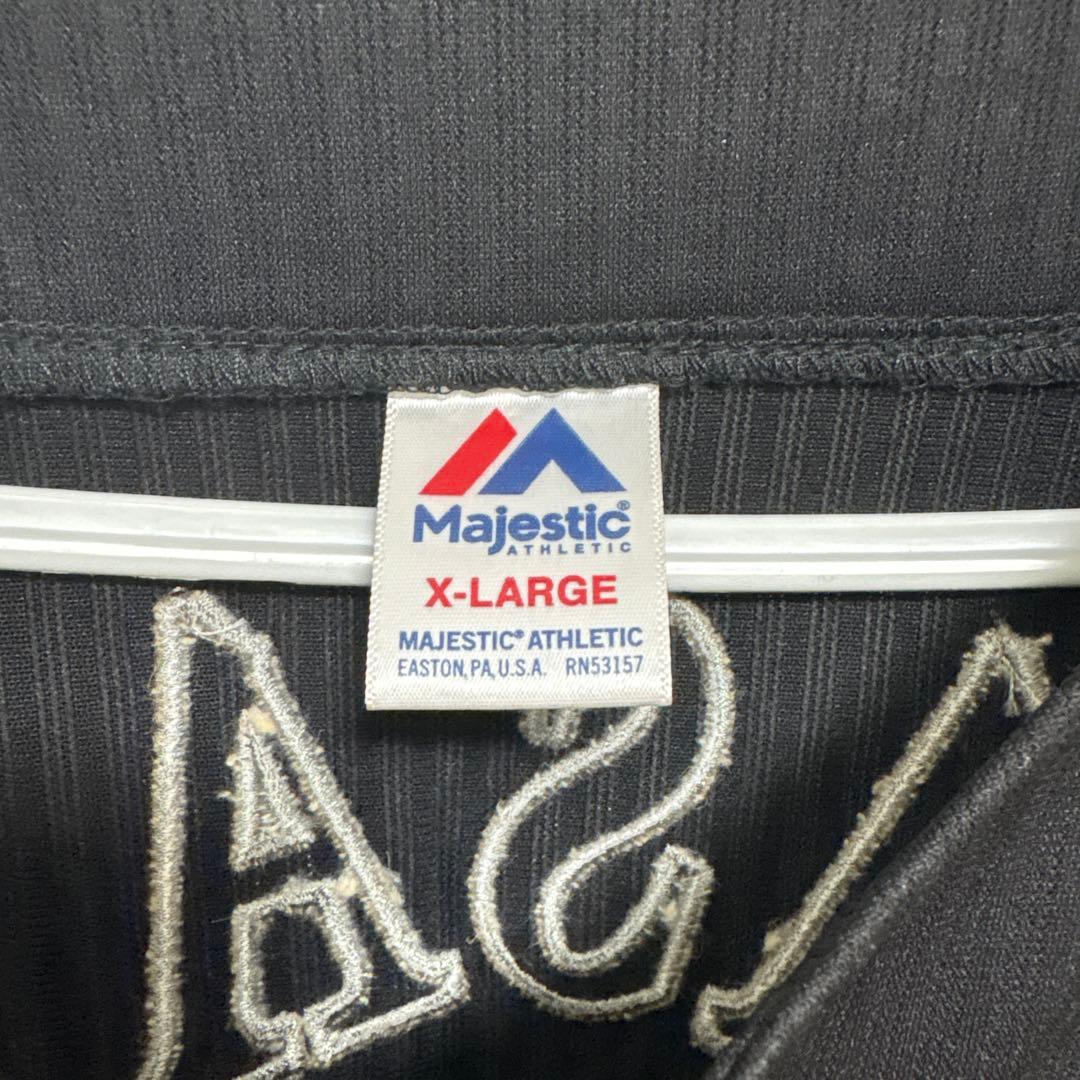 Majestic®
ATHLETIC
X-LARGE
MAJESTIC® ATHLETIC
EASTON, PA, U.S.A. RN53157